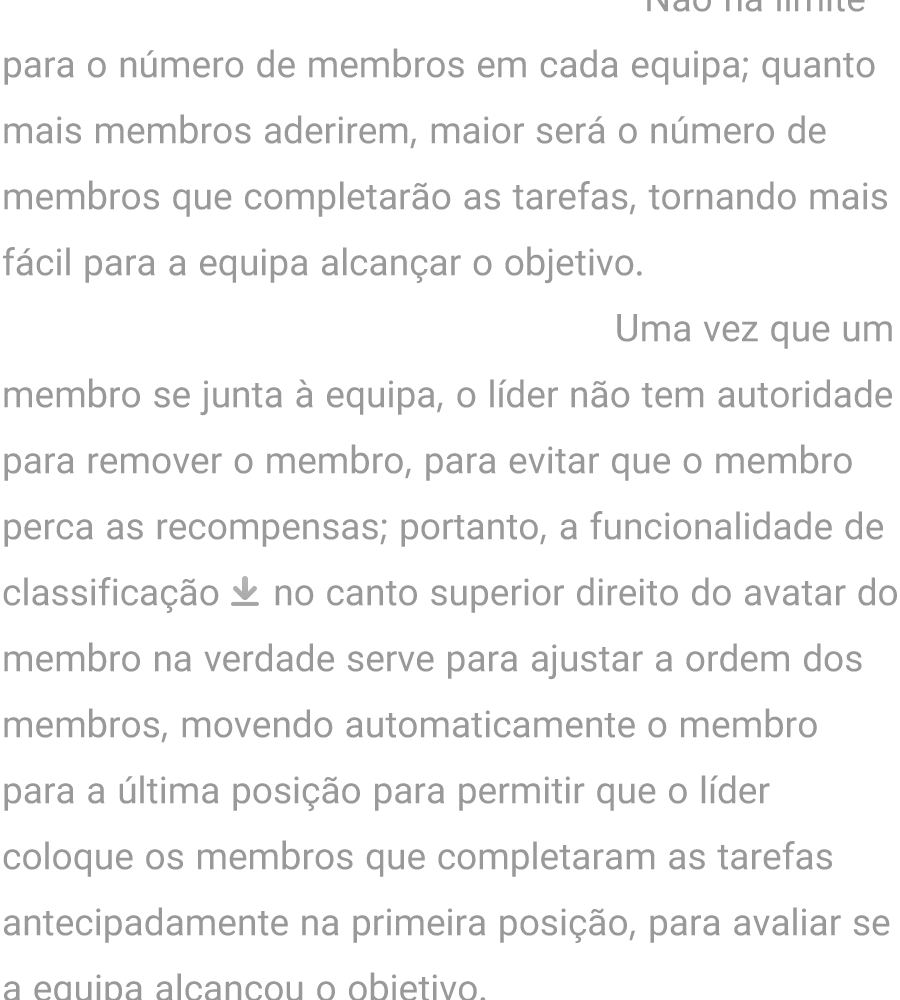 Não há limite
para o número de membros em cada equipa; quanto
mais membros aderirem, maior será o número de
membros que completarão as tarefas, tornando mais
fácil para a equipa alcançar o objetivo.
Uma vez que um
membro se junta à equipa, o líder não tem autoridade
para remover o membro, para evitar que o membro
perca as recompensas; portanto, a funcionalidade de
classificação no canto superior direito do avatar do
membro na verdade serve para ajustar a ordem dos
membros, movendo automaticamente o membro
para a última posição para permitir que o líder
coloque os membros que completaram as tarefas
antecipadamente na primeira posição, para avaliar se
a equipa alcançou o objetivo.